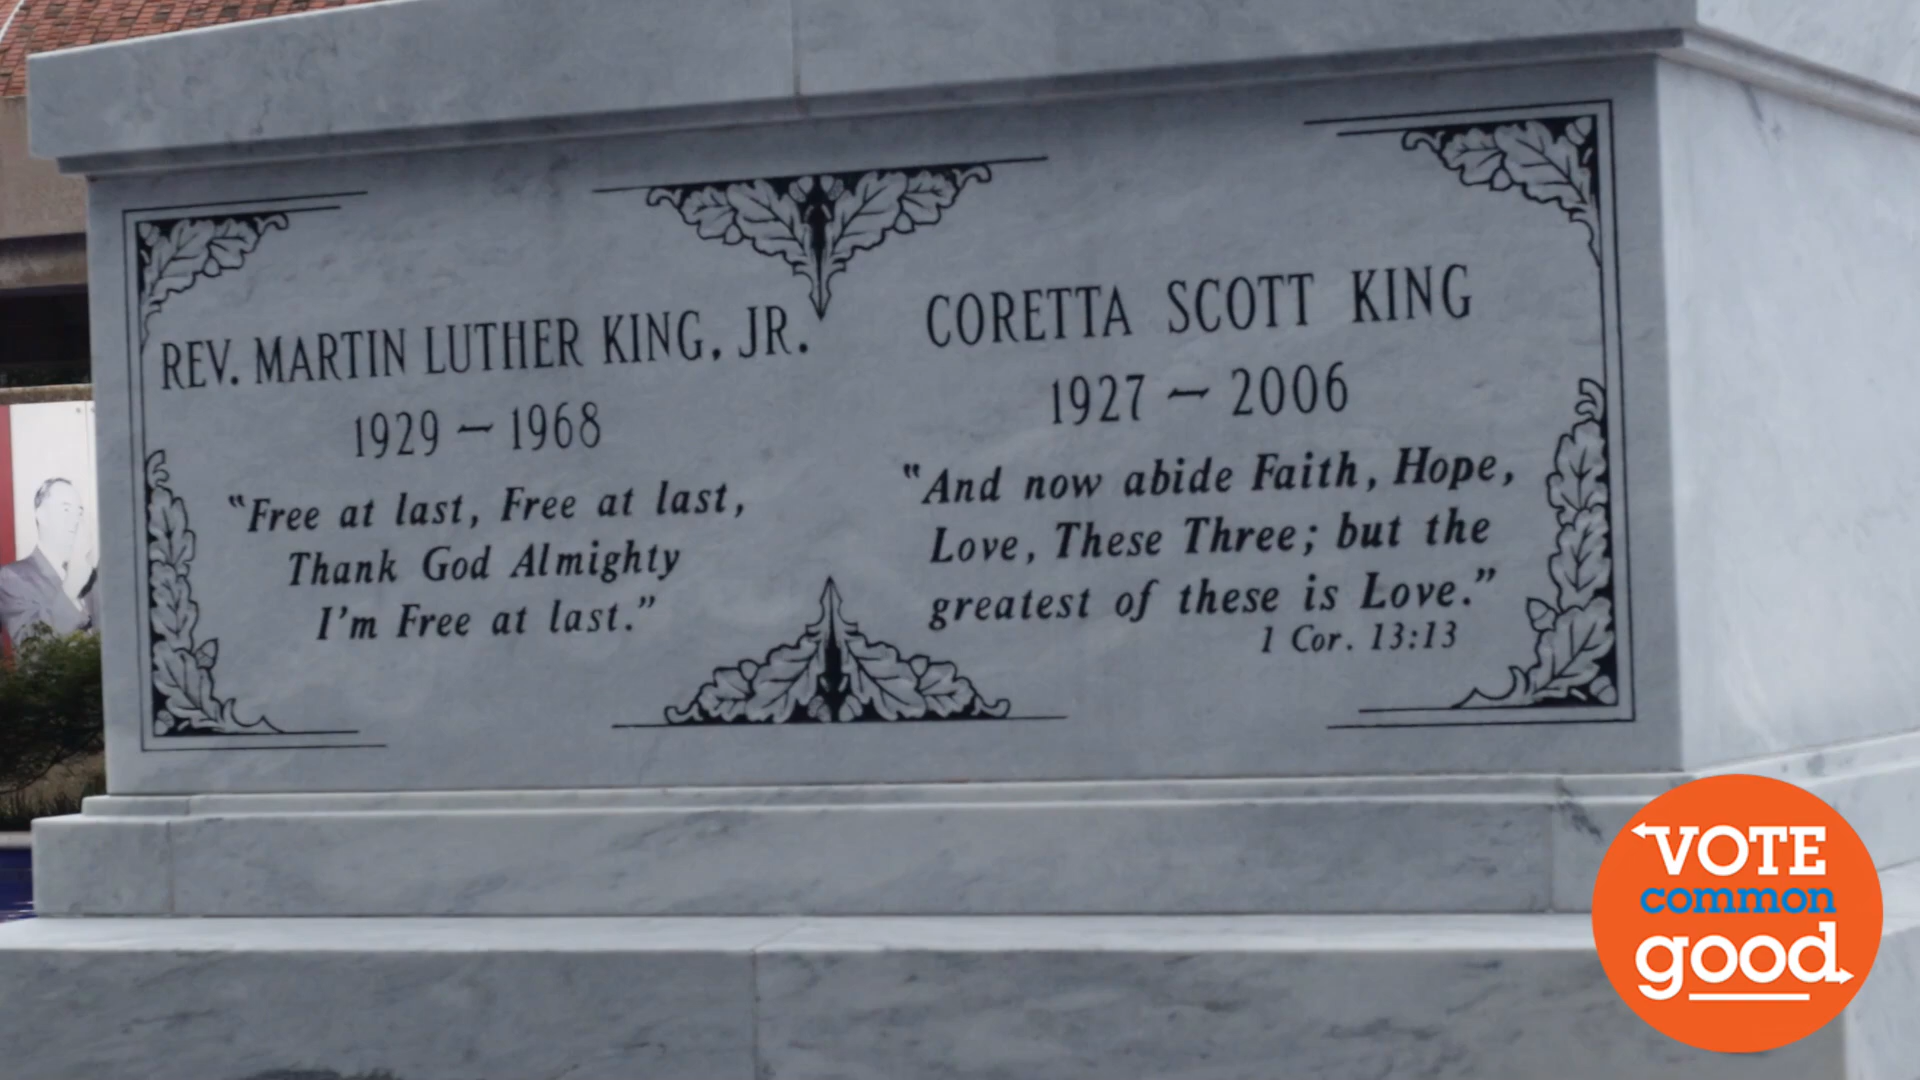 REV. MARTIN LUTHER KING, JR.
1929 – 1968
"Free at last, Free at last,
Thank God Almighty
I'm Free at last."
CORETTA SCOTT KING
1927 – 2006
"And now abide Faith, Hope,
Love, These Three; but the
greatest of these is Love."
1 Cor. 13:13
VOTE
common
good